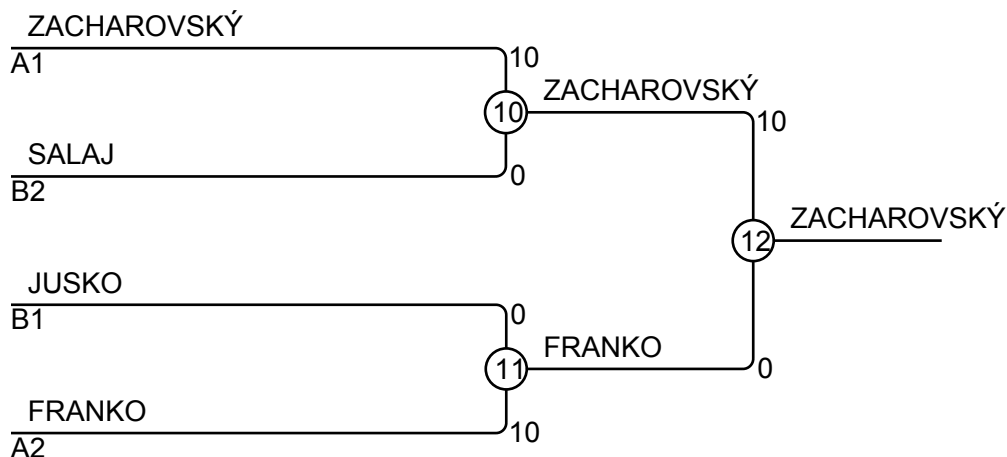 ZACHAROVSKÝ
A1
10
10
ZACHAROVSKÝ
10
SALAJ
B2
0
12
ZACHAROVSKÝ
JUSKO
B1
0
11
FRANKO
0
FRANKO
A2
10